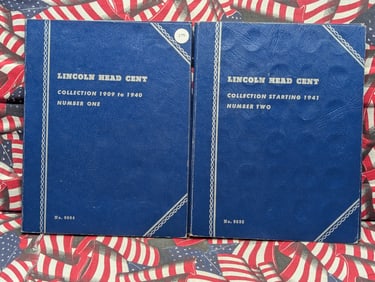 LINCOLN HEAD CENT
COLLECTION 1909 to 1940
NUMBER ONE
LINCOLN HEAD CENT
COLLECTION STARTING 1941
NUMBER TWO